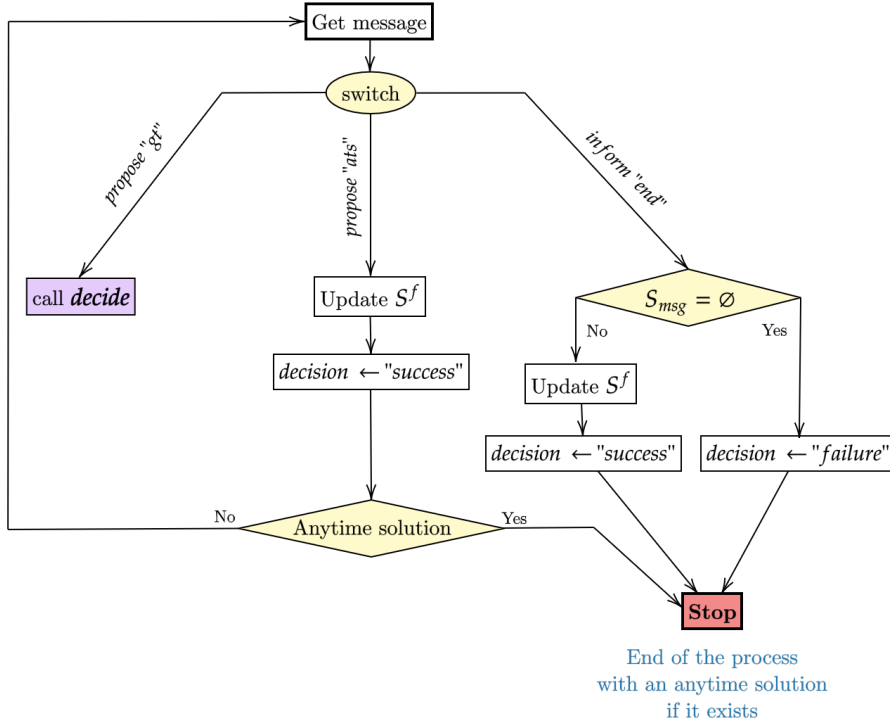 Get message
switch
propose "gt"
propose "ats"
inform "end"
call decide
Update S^f
S_msg = ∅
No
Yes
decision ← "success"
Update S^f
decision ← "success"
decision ← "failure"
No
Anytime solution
Yes
Stop
End of the process
with an anytime solution
if it exists